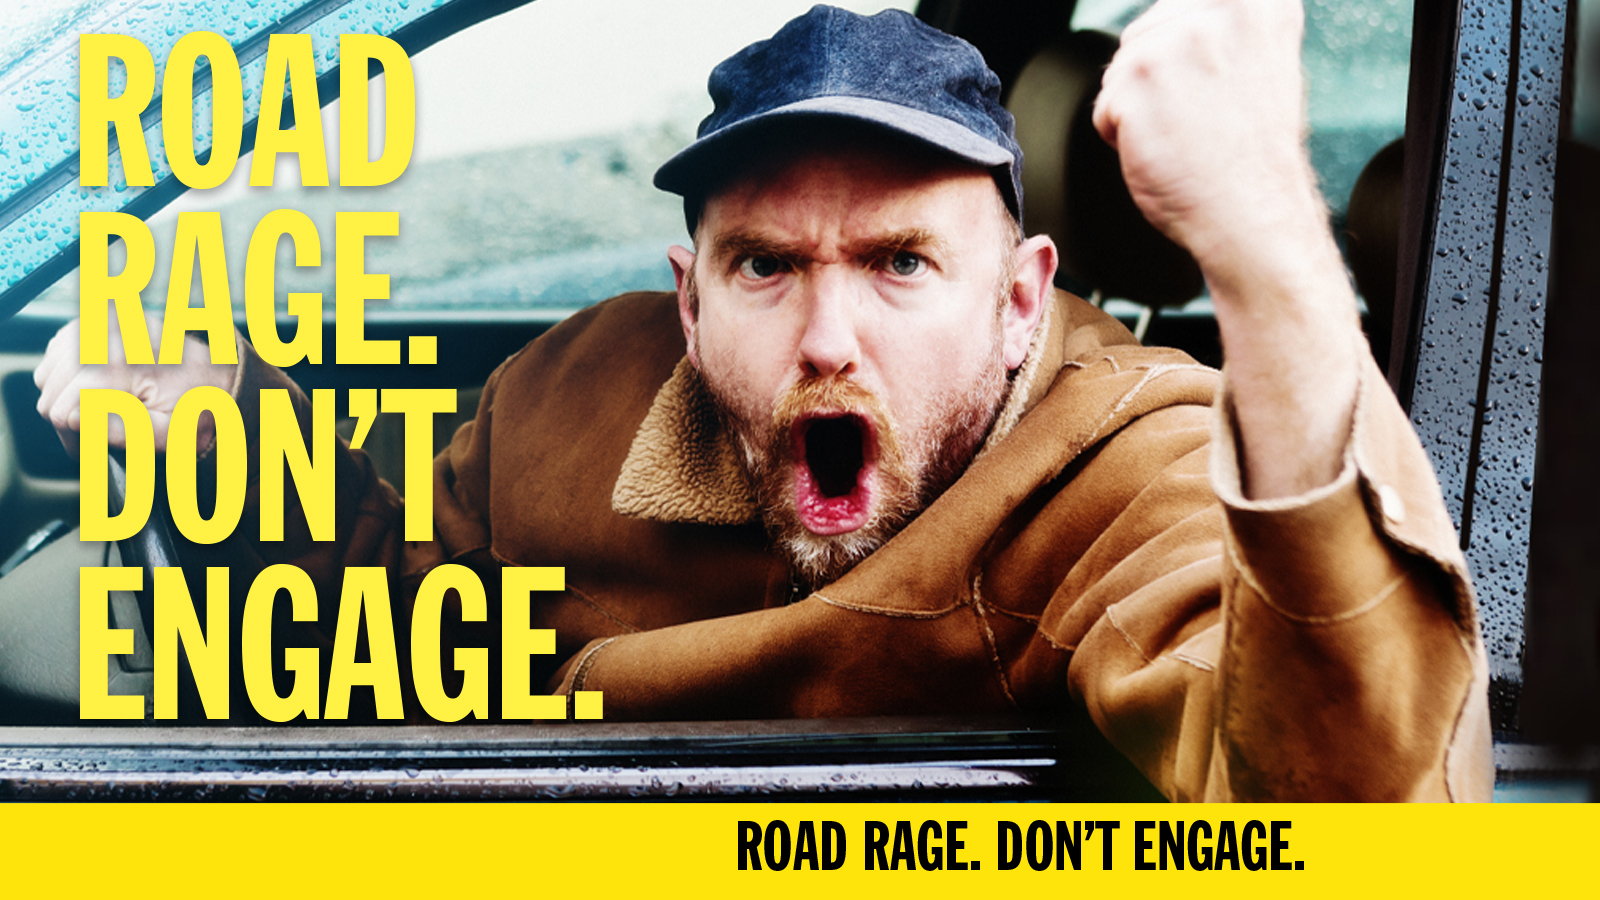 ROAD
RAGE.
DON’T
ENGAGE.
ROAD RAGE. DON’T ENGAGE.